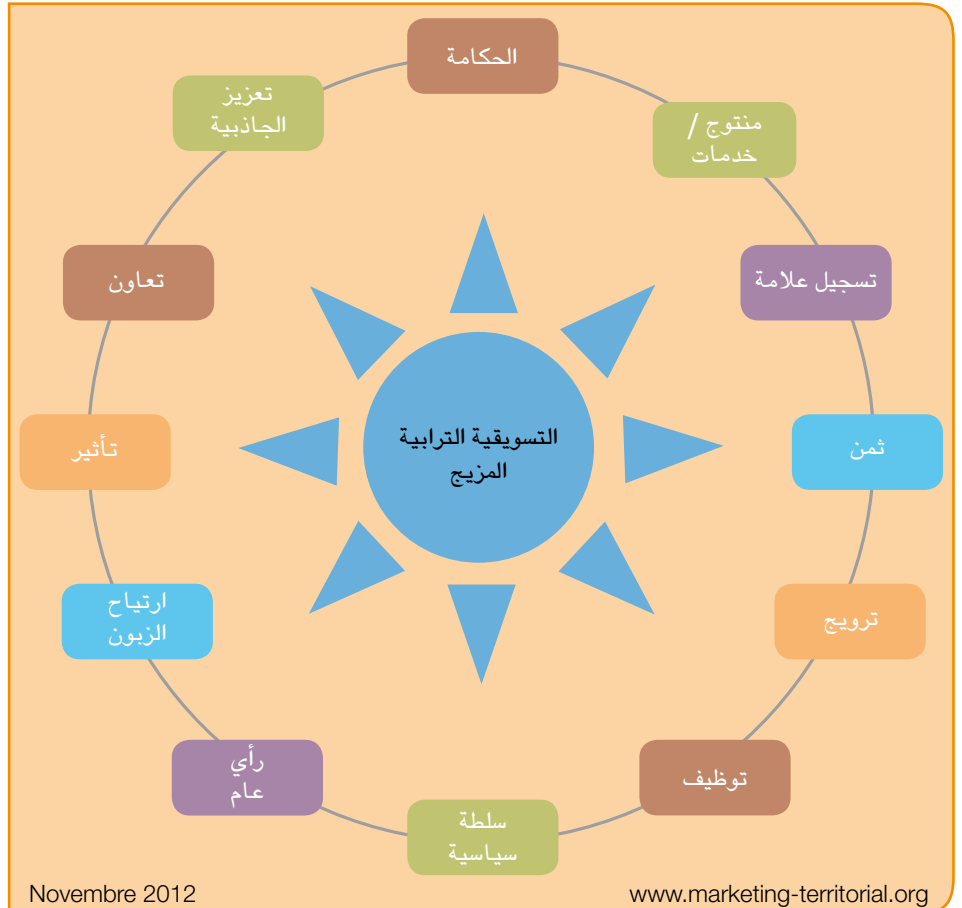 الحكامة
منتوج /
خدمات
تسجيل علامة
ثمن
ترويج
توظيف
سلطة
سياسية
رأي
عام
ارتياح
الزبون
تأثير
تعاون
تعزيز
الجاذبية
التسويقية الترابية
المزيج
Novembre 2012
www.marketing-territorial.org